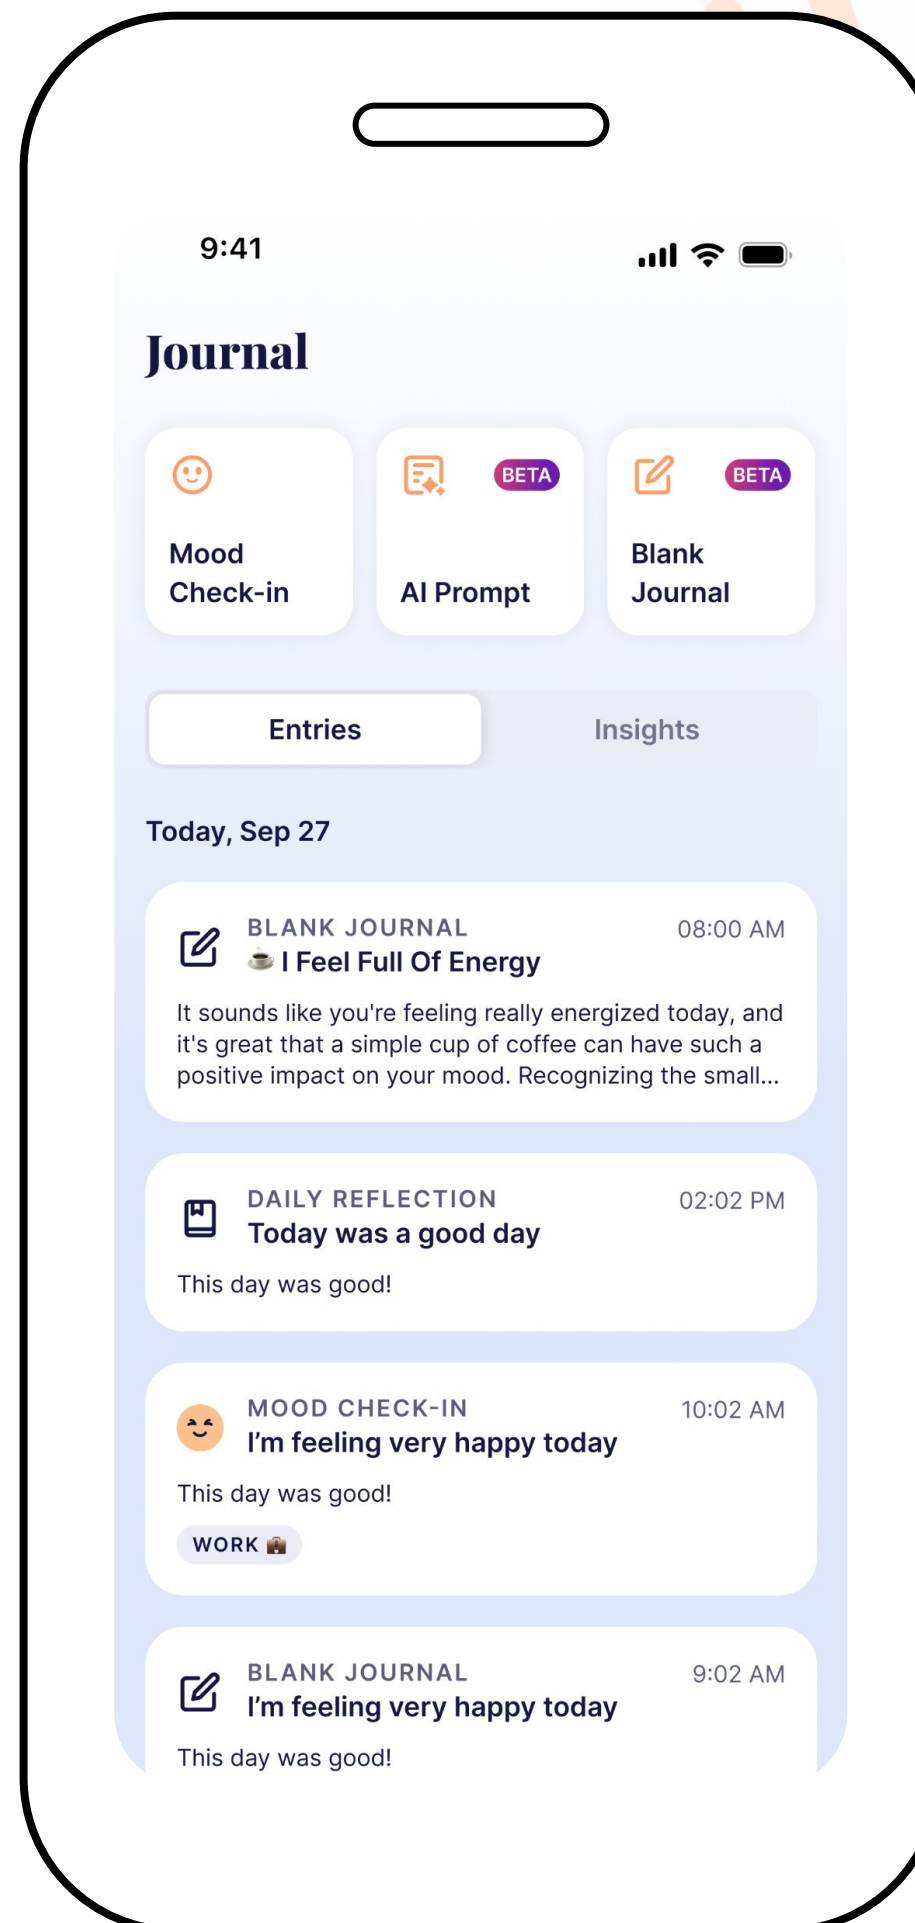 9:41
Journal
Mood
Check-in
BETA
AI Prompt
BETA
Blank
Journal
Entries
Insights
Today, Sep 27
BLANK JOURNAL
08:00 AM
☕ I Feel Full Of Energy
It sounds like you're feeling really energized today, and
it's great that a simple cup of coffee can have such a
positive impact on your mood. Recognizing the small...
DAILY REFLECTION
02:02 PM
Today was a good day
This day was good!
MOOD CHECK-IN
10:02 AM
I’m feeling very happy today
This day was good!
WORK 💼
BLANK JOURNAL
9:02 AM
I’m feeling very happy today
This day was good!